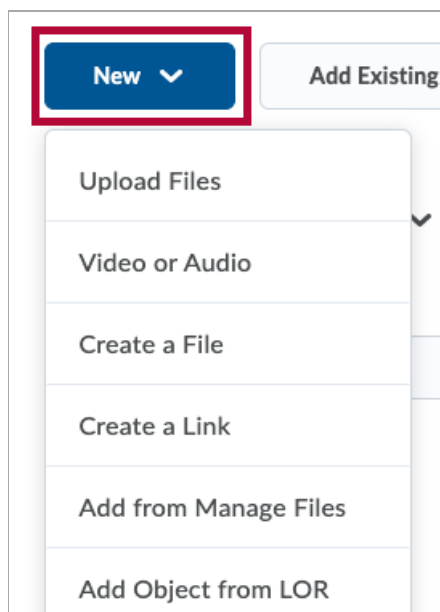 New
Add Existing
Upload Files
Video or Audio
Create a File
Create a Link
Add from Manage Files
Add Object from LOR